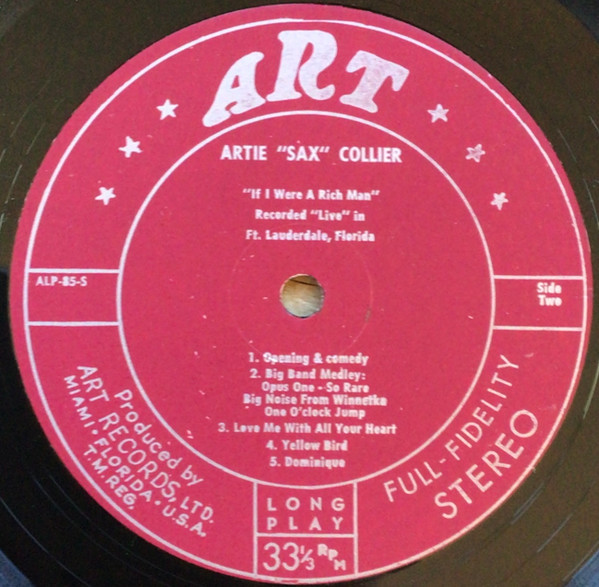 ART
ARTIE "SAX" COLLIER
"If I Were A Rich Man"
Recorded "Live" in
Ft. Lauderdale, Florida
ALP-85-S
Side
Two
1. Opening & comedy
2. Big Band Medley:
Opus One - So Rare
Big Noise From Winnetka
One O'clock Jump
3. Love Me With All Your Heart
4. Yellow Bird
5. Dominique
Produced by
ART RECORDS, LTD.
MIAMI - FLORIDA - U.S.A.
T.M. REG.
LONG
PLAY
33⅓ RPM
FULL-FIDELITY
STEREO